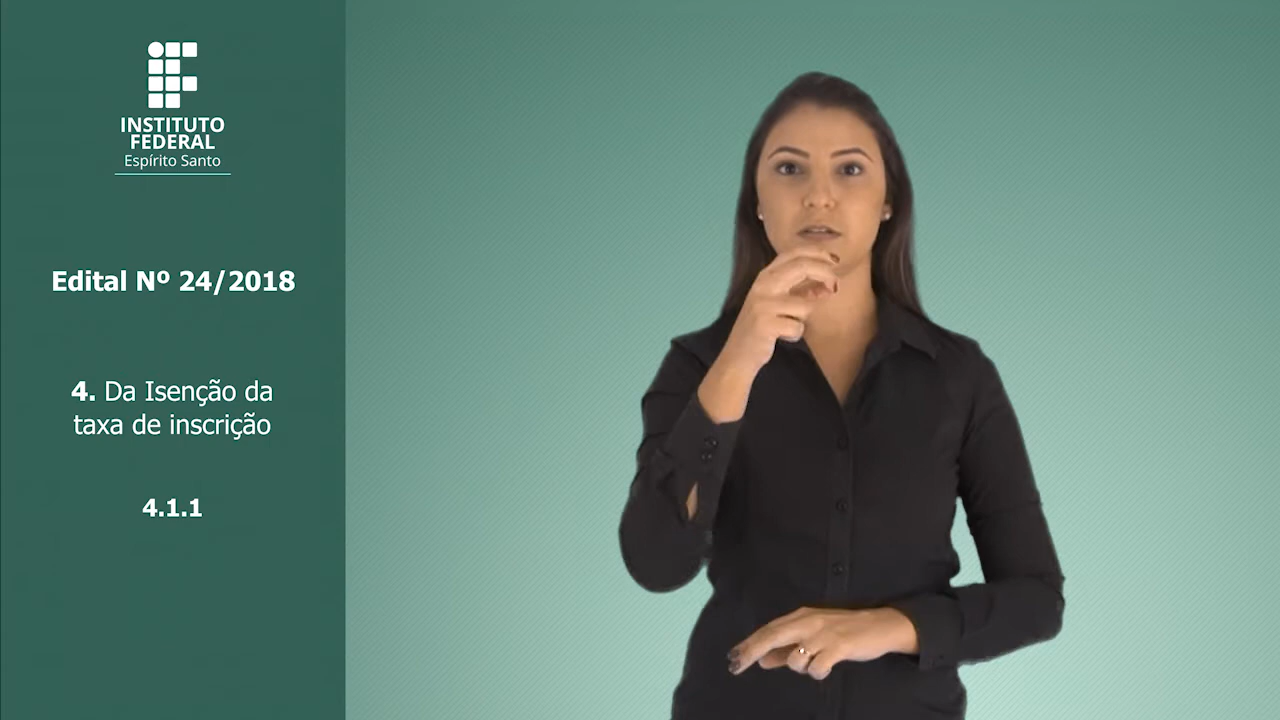 INSTITUTO
FEDERAL
Espírito Santo
Edital Nº 24/2018
4. Da Isenção da
taxa de inscrição
4.1.1